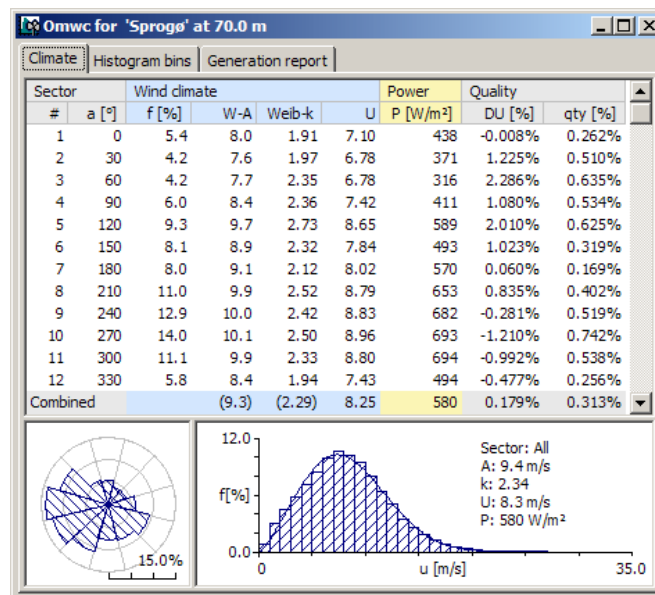 Omwc for 'Sprogø' at 70.0 m
Climate Histogram bins Generation report
Sector Wind climate Power Quality
# a [º] f [%] W-A Weib-k U P [W/m²] DU [%] qty [%]
1 0 5.4 8.0 1.91 7.10 438 -0.008% 0.262%
2 30 4.2 7.6 1.97 6.78 371 1.225% 0.510%
3 60 4.2 7.7 2.35 6.78 316 2.286% 0.635%
4 90 6.0 8.4 2.36 7.42 411 1.080% 0.534%
5 120 9.3 9.7 2.73 8.65 589 2.010% 0.625%
6 150 8.1 8.9 2.32 7.84 493 1.023% 0.319%
7 180 8.0 9.1 2.12 8.02 570 0.060% 0.169%
8 210 11.0 9.9 2.52 8.79 653 0.835% 0.402%
9 240 12.9 10.0 2.42 8.83 682 -0.281% 0.519%
10 270 14.0 10.1 2.50 8.96 693 -1.210% 0.742%
11 300 11.1 9.9 2.33 8.80 694 -0.992% 0.538%
12 330 5.8 8.4 1.94 7.43 494 -0.477% 0.256%
Combined (9.3) (2.29) 8.25 580 0.179% 0.313%
15.0%
12.0
f[%]
0.0
0 u [m/s] 35.0
Sector: All
A: 9.4 m/s
k: 2.34
U: 8.3 m/s
P: 580 W/m²